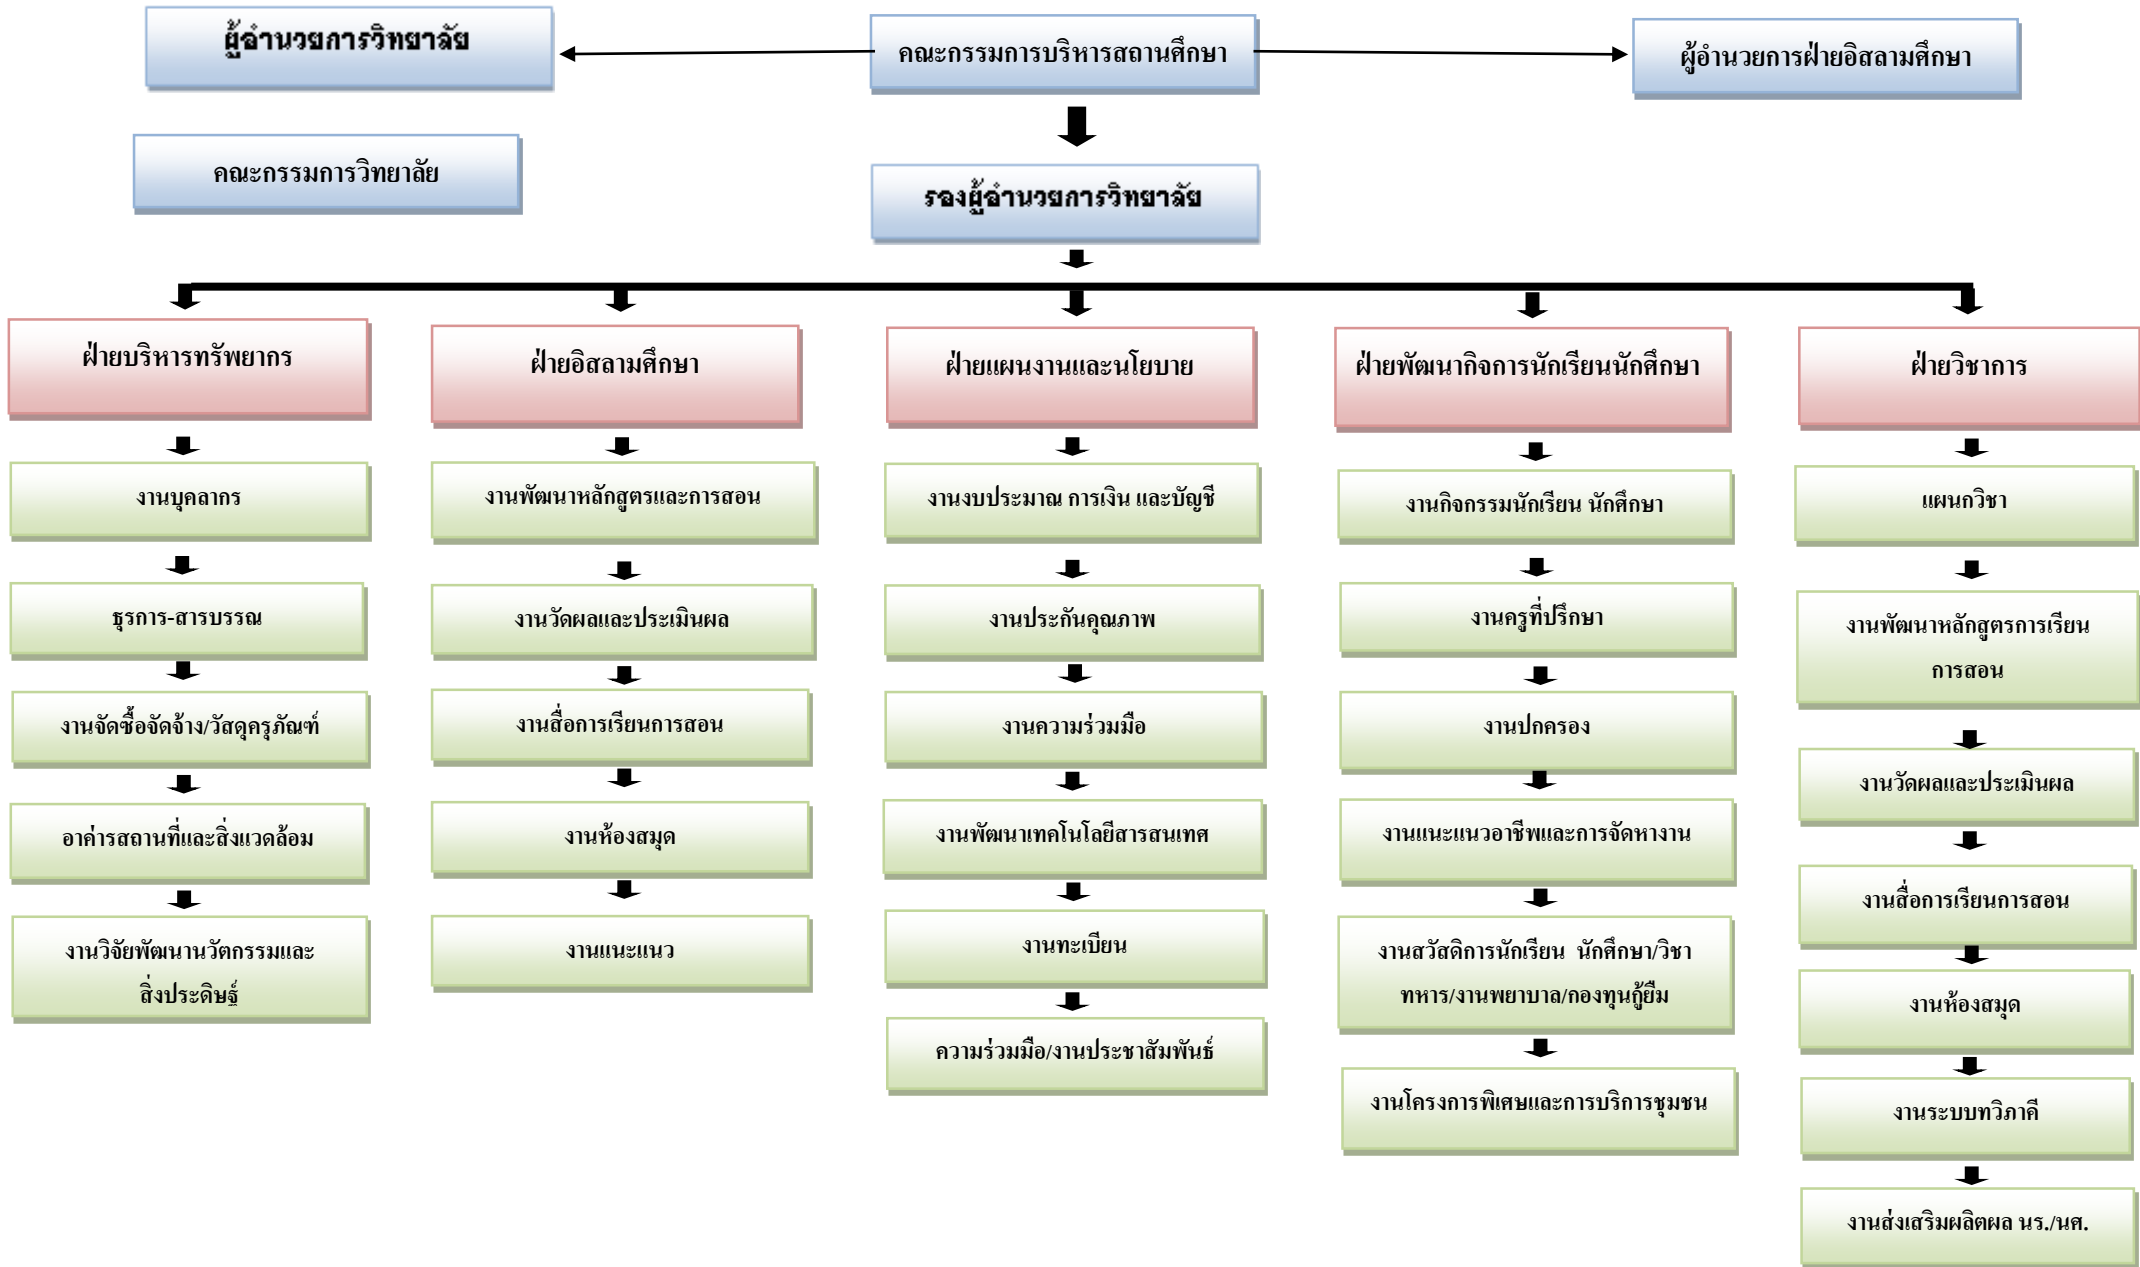 ผู้อำนวยการวิทยาลัย
คณะกรรมการบริหารสถานศึกษา
ผู้อำนวยการฝ่ายอิสลามศึกษา
คณะกรรมการวิทยาลัย
รองผู้อำนวยการวิทยาลัย
ฝ่ายบริหารทรัพยากร
งานบุคลากร
ธุรการ-สารบรรณ
งานจัดซื้อจัดจ้าง/วัสดุครุภัณฑ์
อาค่ารสถานที่และสิ่งแวดล้อม
งานวิจัยพัฒนานวัตกรรมและ
สิ่งประดิษฐ์
ฝ่ายอิสลามศึกษา
งานพัฒนาหลักสูตรและการสอน
งานวัดผลและประเมินผล
งานสื่อการเรียนการสอน
งานห้องสมุด
งานแนะแนว
ฝ่ายแผนงานและนโยบาย
งานงบประมาณ การเงิน และบัญชี
งานประกันคุณภาพ
งานความร่วมมือ
งานพัฒนาเทคโนโลยีสารสนเทศ
งานทะเบียน
ความร่วมมือ/งานประชาสัมพันธ์
ฝ่ายพัฒนากิจการนักเรียนนักศึกษา
งานกิจกรรมนักเรียน นักศึกษา
งานครูที่ปรึกษา
งานปกครอง
งานแนะแนวอาชีพและการจัดหางาน
งานสวัสดิการนักเรียน นักศึกษา/วิชา
ทหาร/งานพยาบาล/กองทุนกู้ยืม
งานโครงการพิเศษและการบริการชุมชน
ฝ่ายวิชาการ
แผนกวิชา
งานพัฒนาหลักสูตรการเรียน
การสอน
งานวัดผลและประเมินผล
งานสื่อการเรียนการสอน
งานห้องสมุด
งานระบบทวิภาคี
งานส่งเสริมผลิตผล นร./นศ.